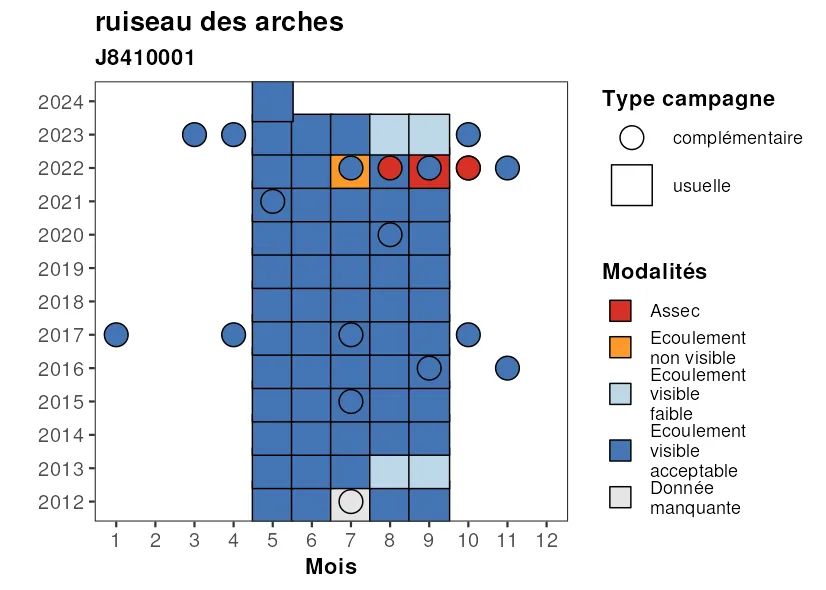 ruiseau des arches
J8410001
2024
2023
2022
2021
2020
2019
2018
2017
2016
2015
2014
2013
2012
1 2 3 4 5 6 7 8 9 10 11 12
Mois
Type campagne
complémentaire
usuelle
Modalités
Assec
Ecoulement
non visible
Ecoulement
visible
faible
Ecoulement
visible
acceptable
Donnée
manquante